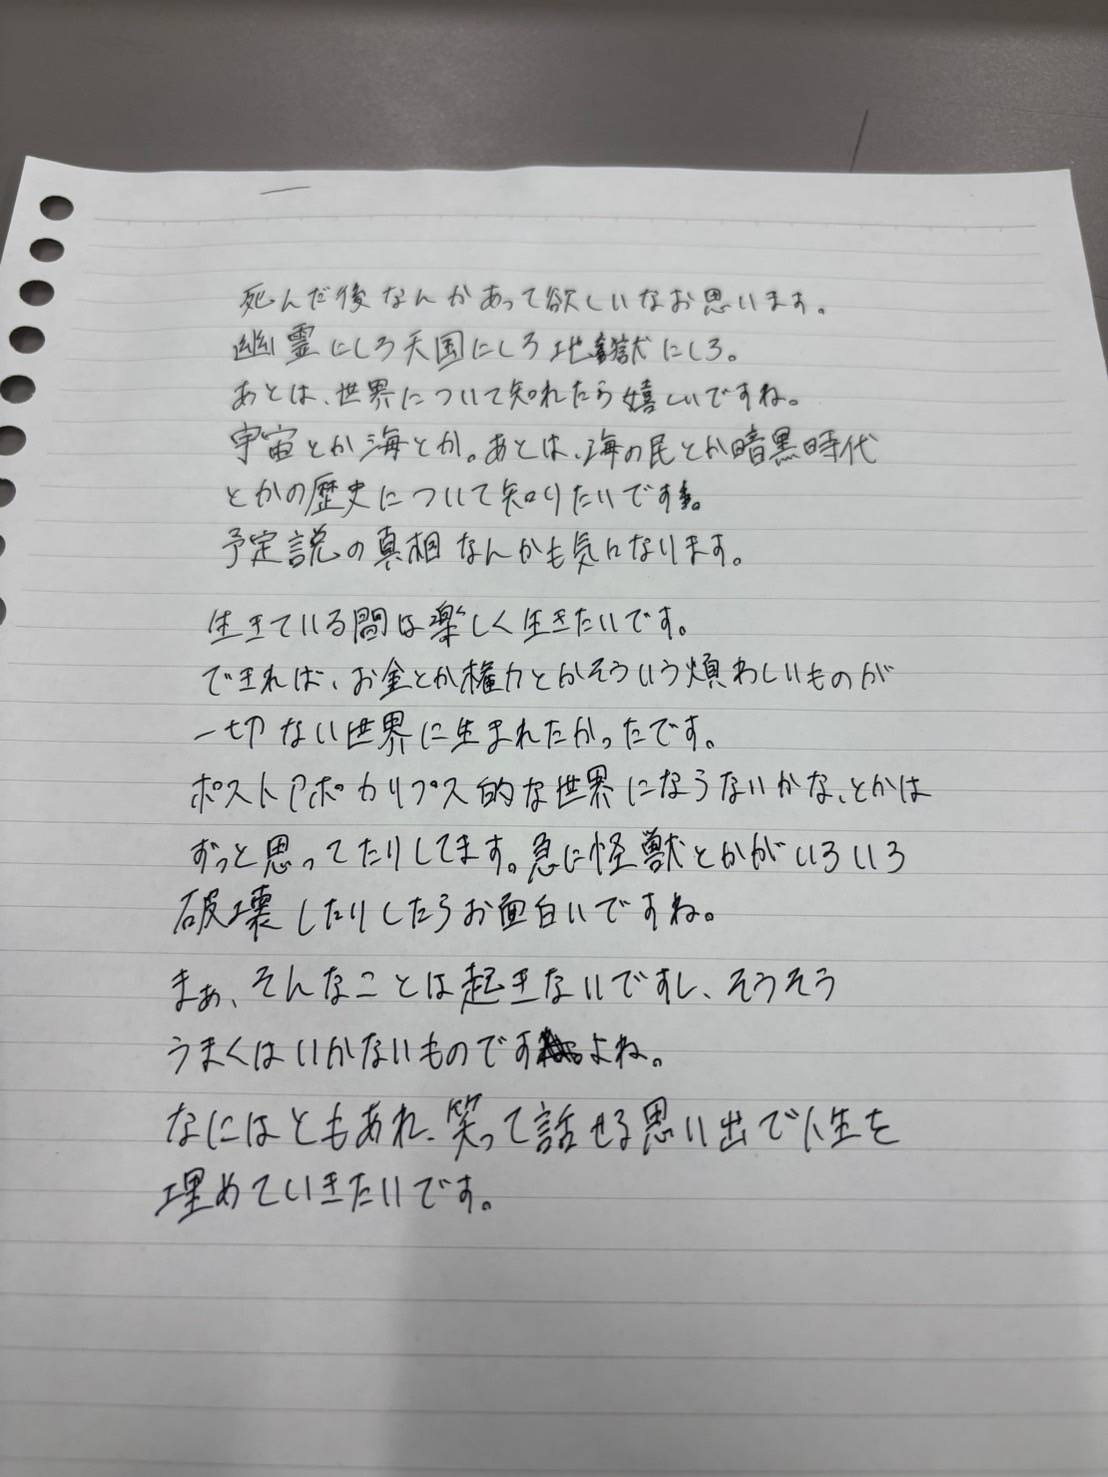 死んだ後なんかあって欲しいなお思います。
幽霊にしろ天国にしろ地獄にしろ。
あとは、世界について知れたら嬉しいですね。
宇宙とか海とか。あとは、海の民とか暗黒時代
とかの歴史について知りたいです。
予定説の真相なんかも気になります。
生きている間は楽しく生きたいです。
できれば、お金とか権力とかそういう煩わしいものが
一切ない世界に生まれたかったです。
ポストアポカリプス的な世界にならないかな、とかは
ずっと思ってたりしてます。急に怪獣とかがいろいろ
破壊したりしたらお面白いですね。
まぁ、そんなことは起きないですし、そうそう
うまくはいかないものですよね。
なにはともあれ、笑って話せる思い出で人生を
埋めていきたいです。